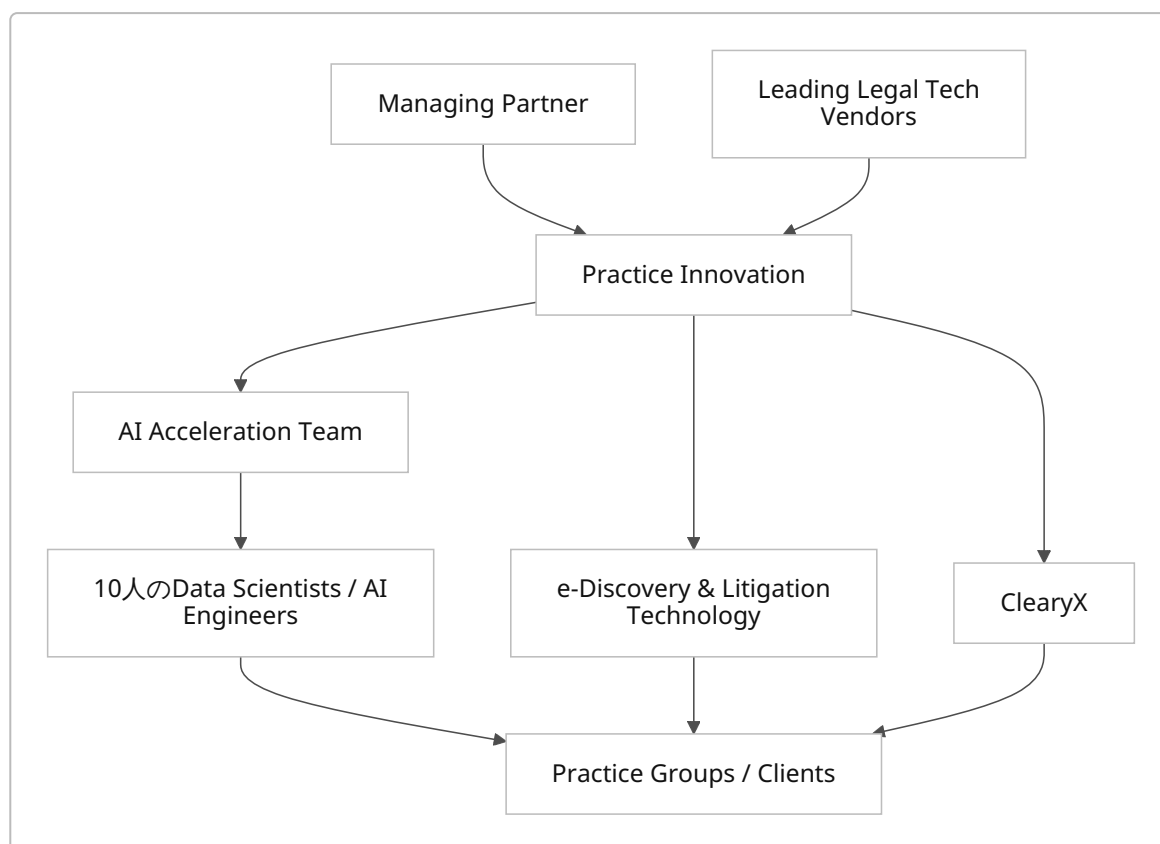 Managing Partner
Leading Legal Tech
Vendors
Practice Innovation
AI Acceleration Team
10人のData Scientists / AI
Engineers
e-Discovery & Litigation
Technology
ClearyX
Practice Groups / Clients